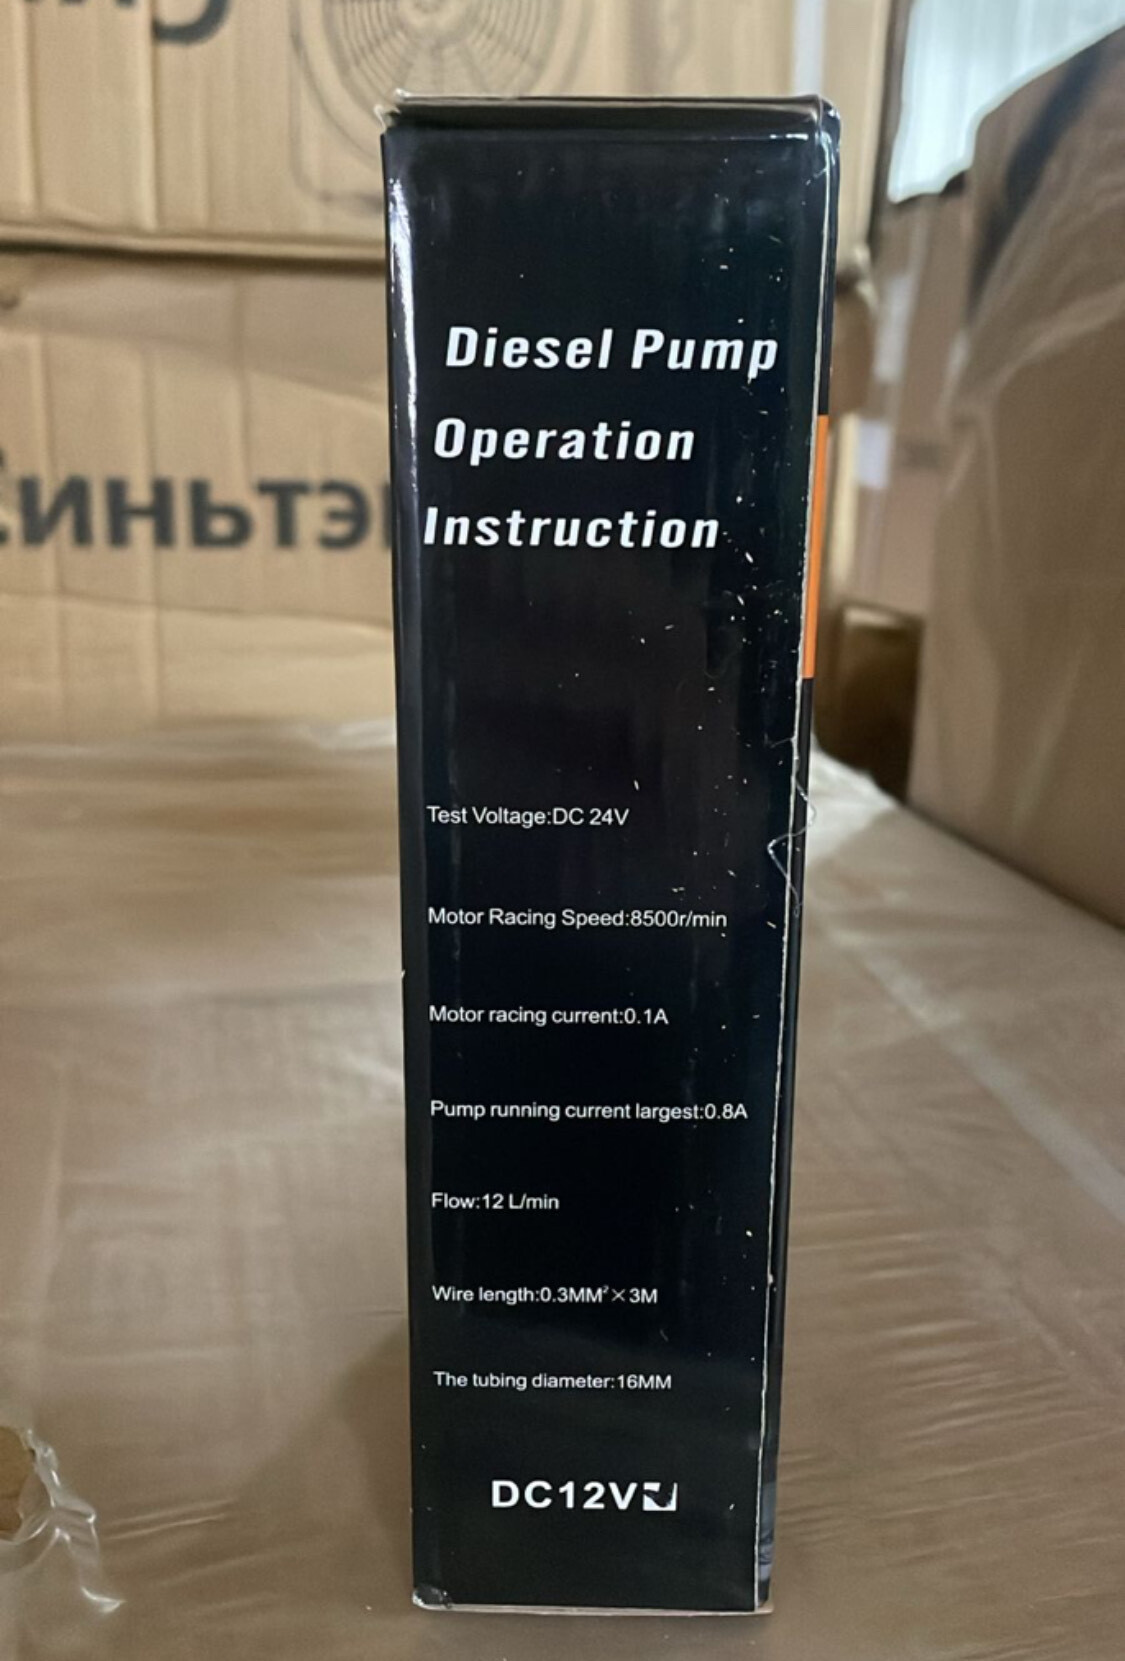 Diesel Pump
Operation
Instruction
Test Voltage:DC 24V
Motor Racing Speed:8500r/min
Motor racing current:0.1A
Pump running current largest:0.8A
Flow:12 L/min
Wire length:0.3MM²×3M
The tubing diameter:16MM
DC12V